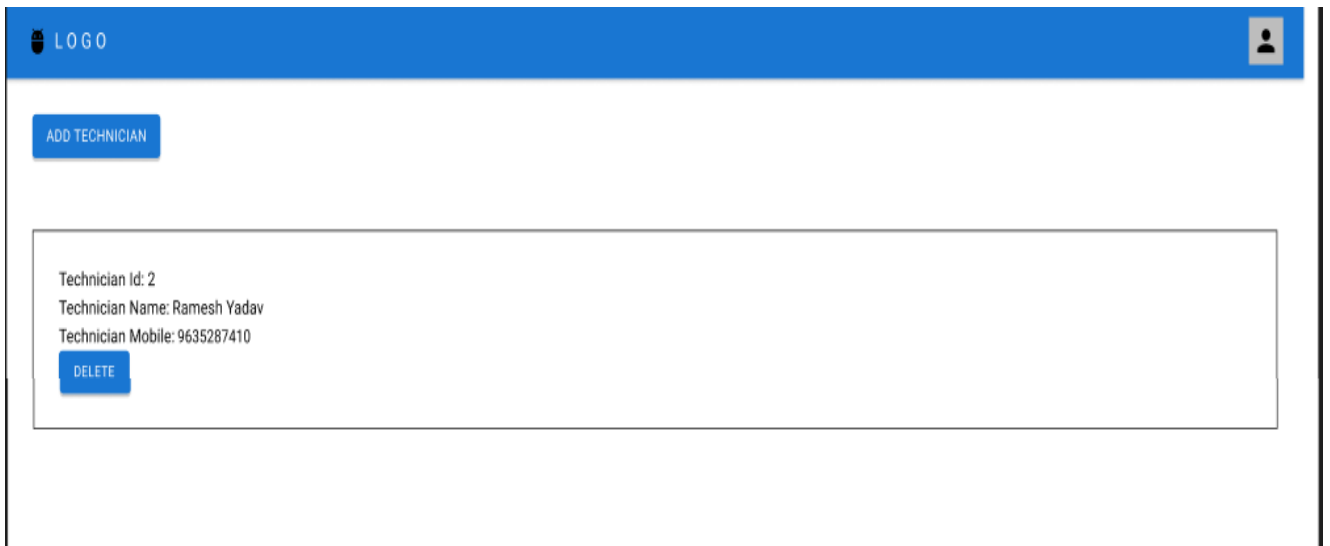 LOGO
ADD TECHNICIAN
Technician Id: 2
Technician Name: Ramesh Yadav
Technician Mobile: 9635287410
DELETE